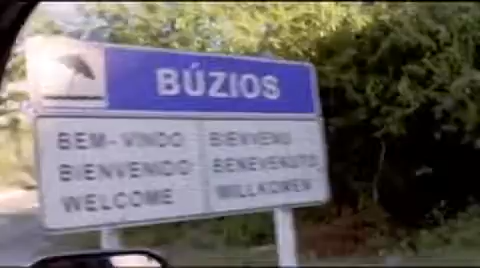 BÚZIOS
BEM-VINDO
BIENVENIDO
WELCOME
BIENVENU
BENEVENUTO
WILLKOMEN